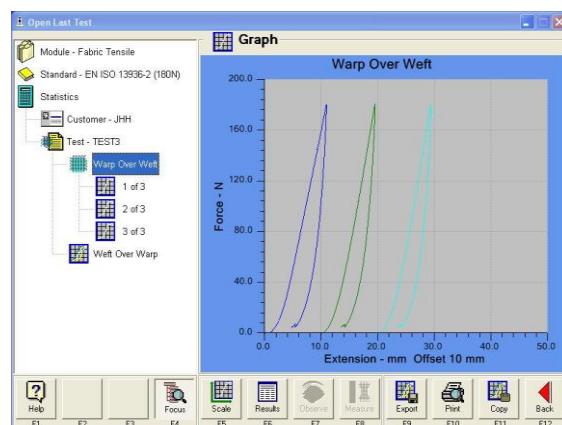 Open Last Test
Module - Fabric Tensile
Standard - EN ISO 13936-2 (180N)
Statistics
Customer - JHH
Test - TEST3
Warp Over Weft
1 of 3
2 of 3
3 of 3
Weft Over Warp
Graph
Warp Over Weft
200.0
160.0
120.0
80.0
40.0
0.0
Force - N
0.0 10.0 20.0 30.0 40.0 50.0
Extension - mm Offset 10 mm
Help Focus Scale Results Observe Measure Export Print Copy Back
F1 F2 F3 F4 F5 F6 F7 F8 F9 F10 F11 F12